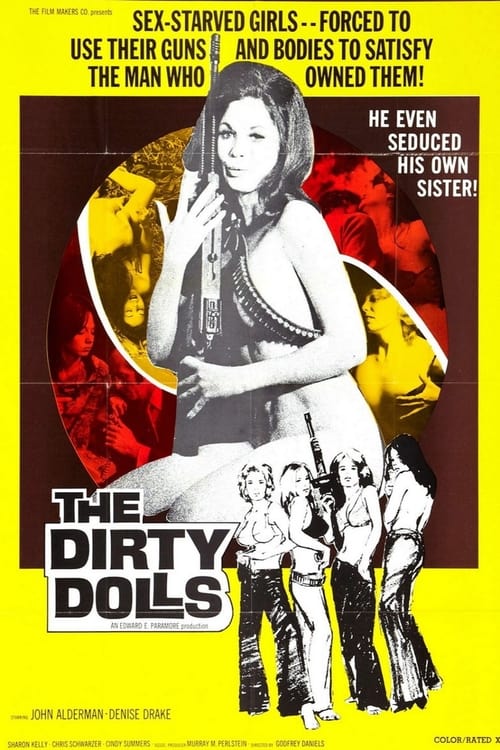 THE FILM MAKERS CO. presents
SEX-STARVED GIRLS--FORCED TO
USE THEIR GUNS AND BODIES TO SATISFY
THE MAN WHO OWNED THEM!
HE EVEN
SEDUCED
HIS OWN
SISTER!
THE
DIRTY
DOLLS
AN EDWARD E. PARAMORE production
STARRING JOHN ALDERMAN - DENISE DRAKE
SHARON KELLY · CHRIS SCHWARZER · CINDY SUMMERS PRODUCER MURRAY M. PERLSTEIN DIRECTED BY GODFREY DANIELS
COLOR/RATED X